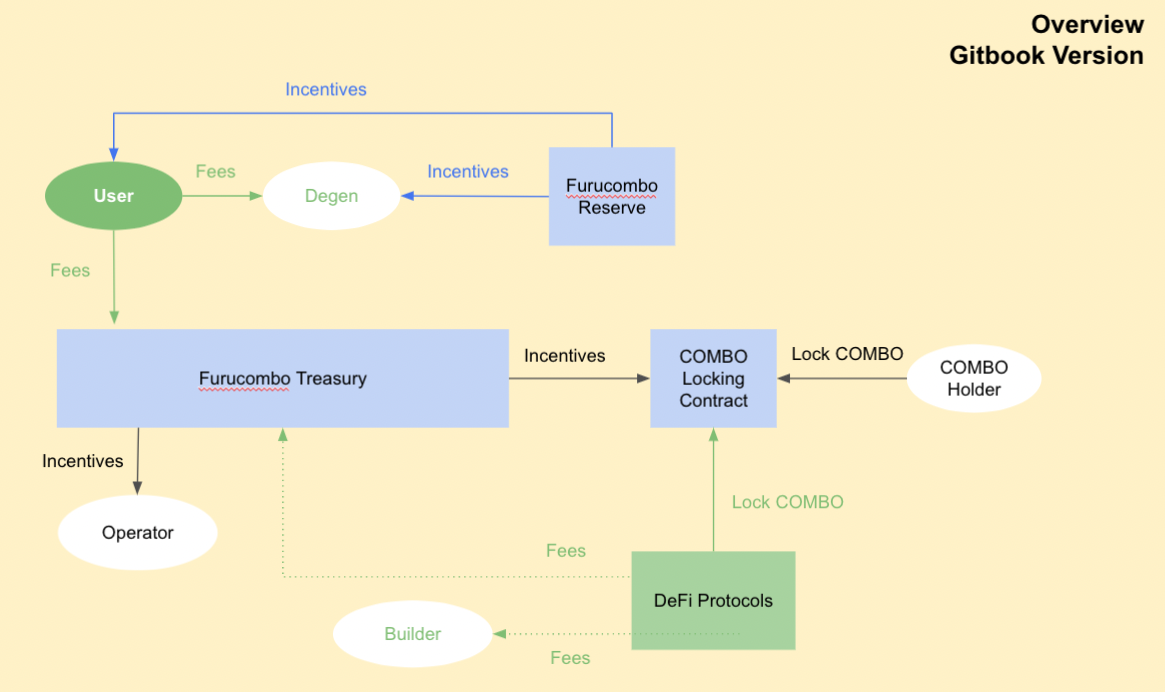 Overview
Gitbook Version
Incentives
Fees
Incentives
User
Degen
Furucombo
Reserve
Fees
Furucombo Treasury
Incentives
COMBO
Locking
Contract
Lock COMBO
COMBO
Holder
Incentives
Operator
Lock COMBO
Fees
DeFi Protocols
Builder
Fees